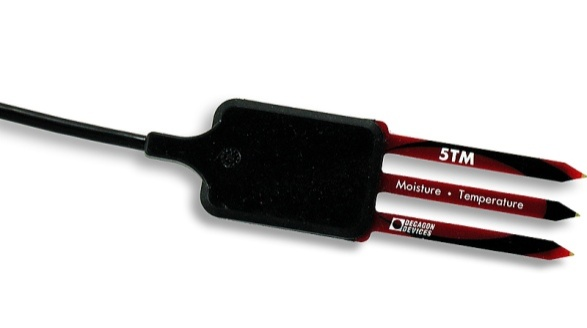 5TM
Moisture • Temperature
DECAGON
DEVICES